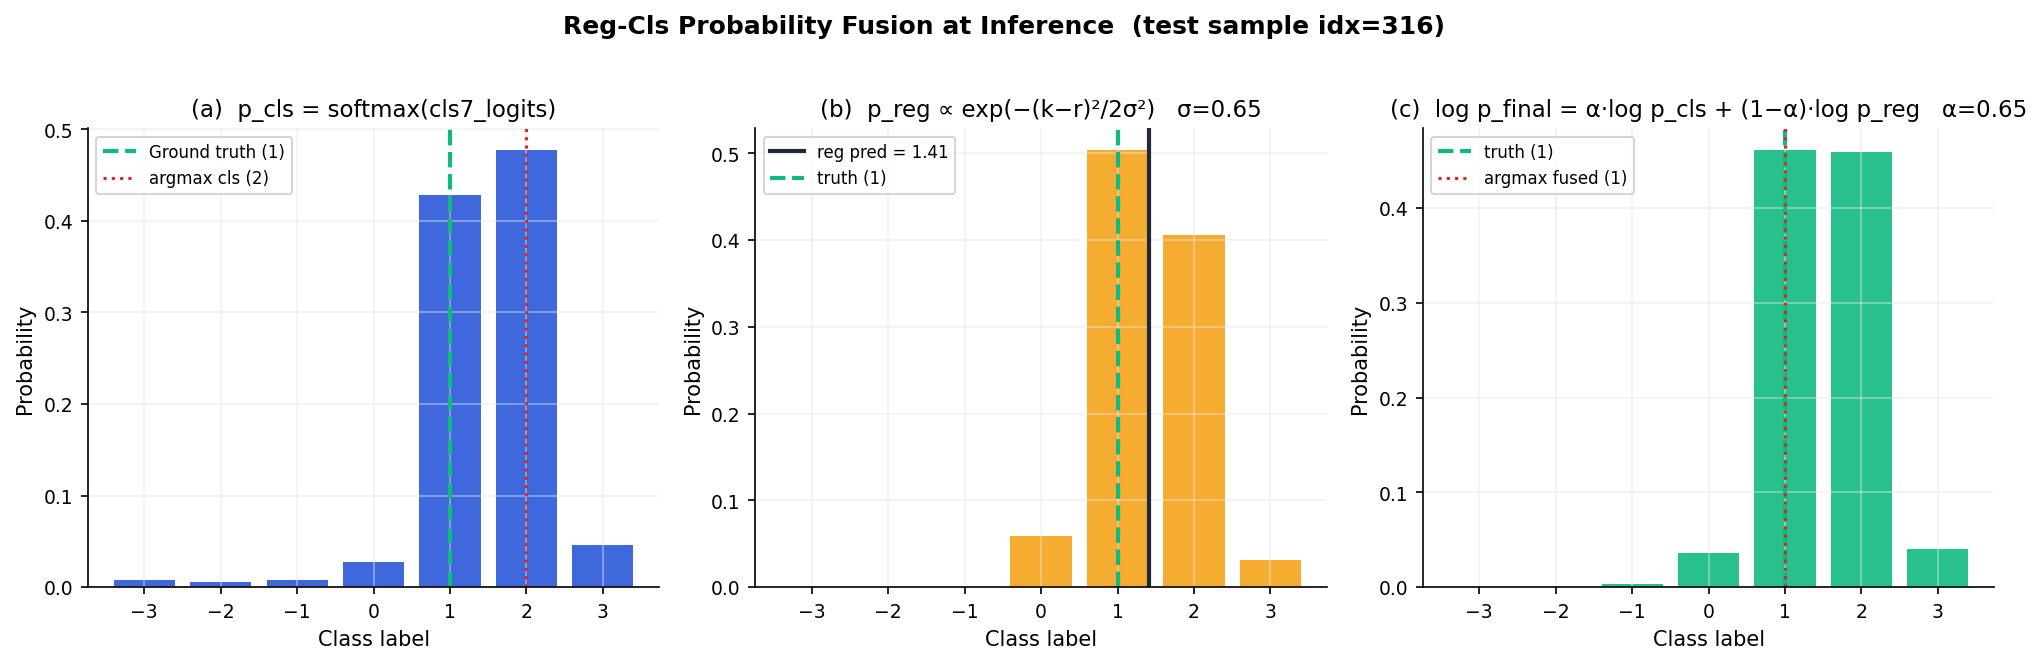 Reg-Cls Probability Fusion at Inference (test sample idx=316)
(a) p_cls = softmax(cls7_logits)
Probability
0.5
0.4
0.3
0.2
0.1
0.0
Ground truth (1)
argmax cls (2)
−3 −2 −1 0 1 2 3
Class label
(b) p_reg ∝ exp(−(k−r)²/2σ²) σ=0.65
Probability
0.5
0.4
0.3
0.2
0.1
0.0
reg pred = 1.41
truth (1)
−3 −2 −1 0 1 2 3
Class label
(c) log p_final = α·log p_cls + (1−α)·log p_reg α=0.65
Probability
0.4
0.3
0.2
0.1
0.0
truth (1)
argmax fused (1)
−3 −2 −1 0 1 2 3
Class label